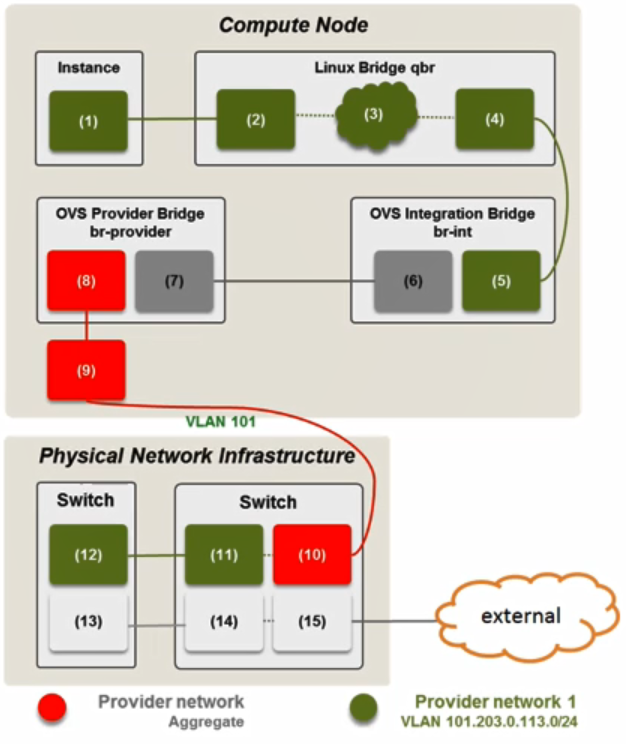 Compute Node
Instance
Linux Bridge qbr
(1)
(2)
(3)
(4)
OVS Provider Bridge
br-provider
OVS Integration Bridge
br-int
(8)
(7)
(6)
(5)
(9)
VLAN 101
Physical Network Infrastructure
Switch
Switch
(12)
(11)
(10)
(13)
(14)
(15)
external
Provider network
Aggregate
Provider network 1
VLAN 101.203.0.113.0/24